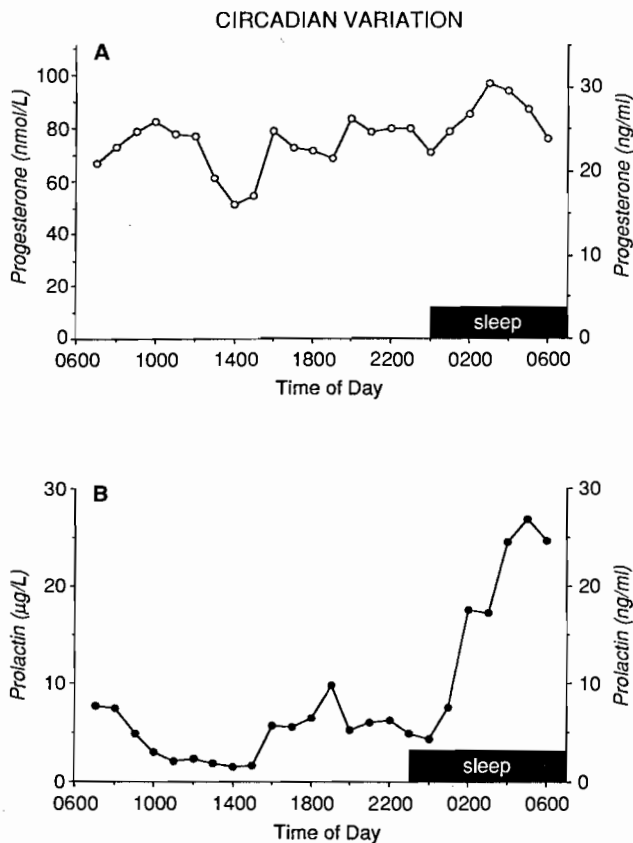 CIRCADIAN VARIATION
A
Progesterone (nmol/L)
100
80
60
40
20
0
Progesterone (ng/ml)
30
20
10
0
sleep
0600 1000 1400 1800 2200 0200 0600
Time of Day
B
Prolactin (µg/L)
30
20
10
0
Prolactin (ng/ml)
30
20
10
0
sleep
0600 1000 1400 1800 2200 0200 0600
Time of Day